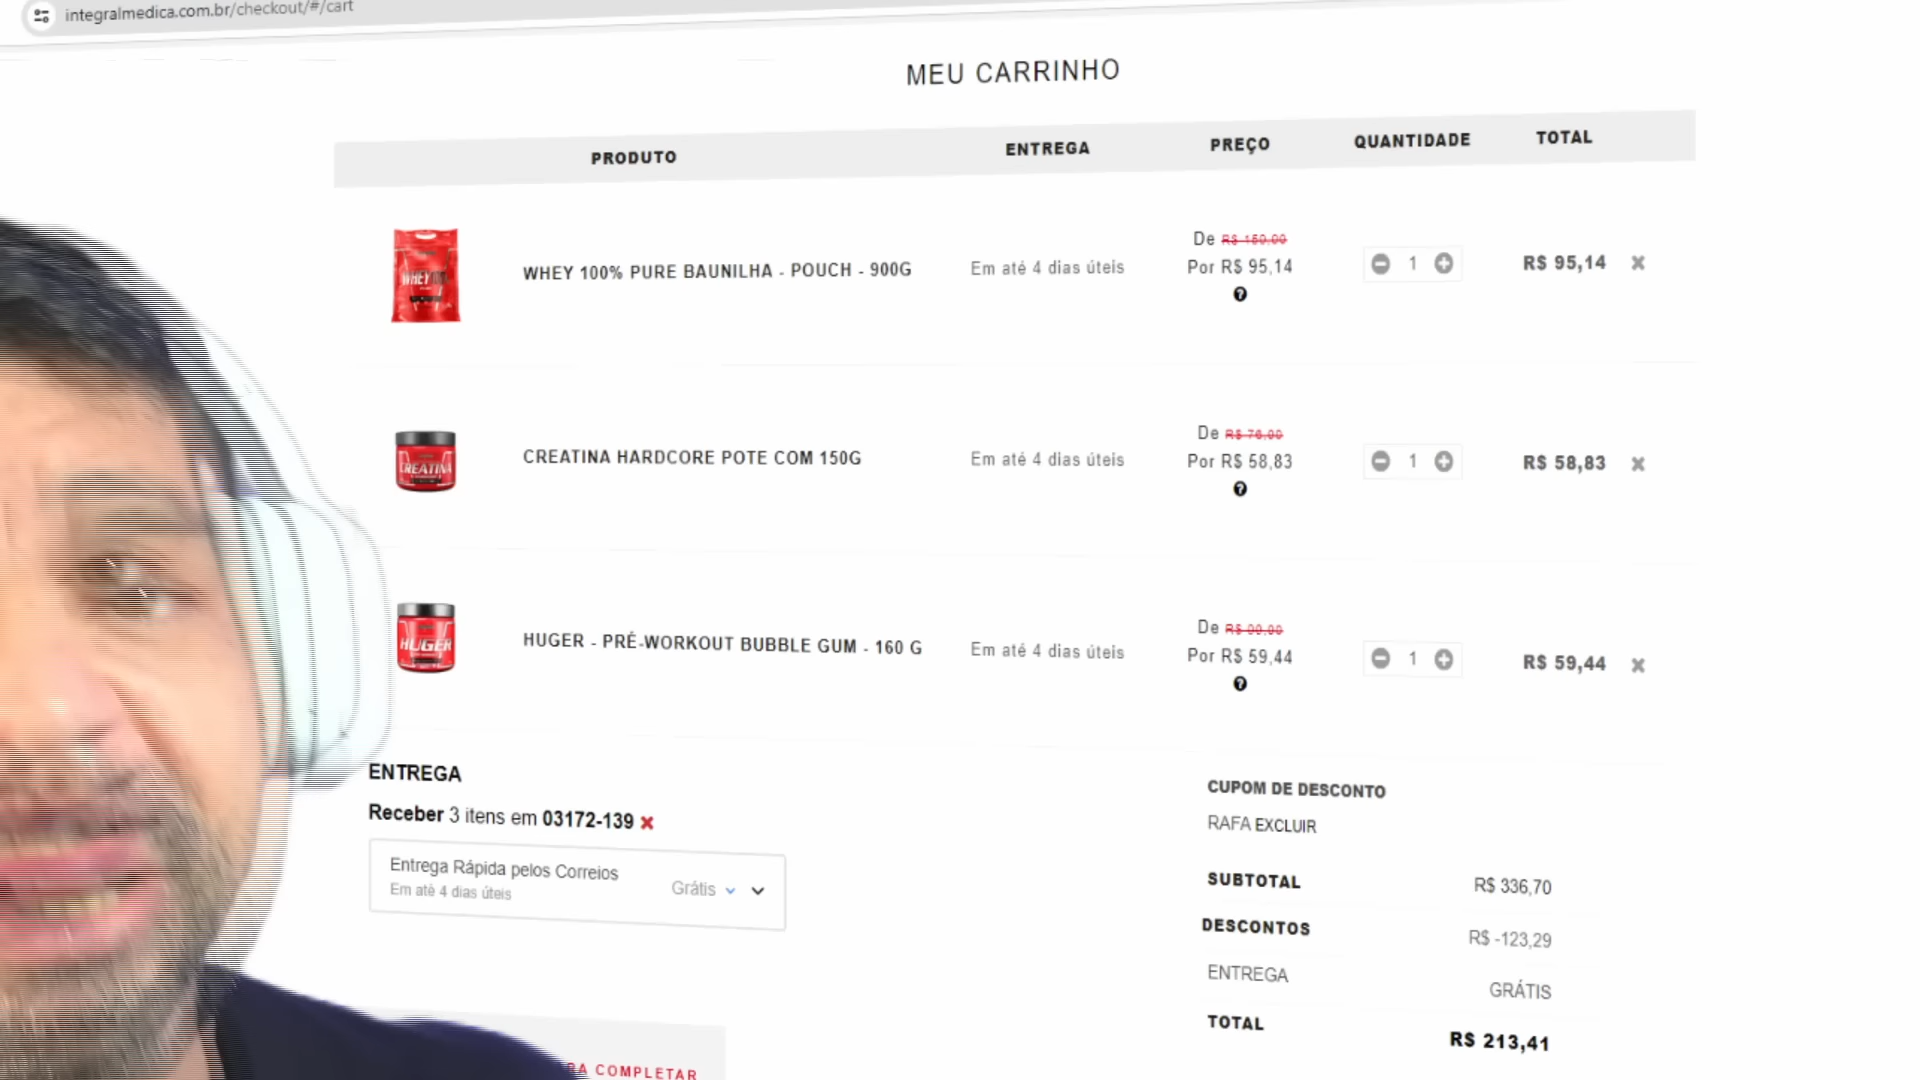 integralmedica.com.br/checkout/#/cart
MEU CARRINHO
PRODUTO ENTREGA PREÇO QUANTIDADE TOTAL
WHEY 100% PURE BAUNILHA - POUCH - 900G Em até 4 dias úteis De R$ 150,00 Por R$ 95,14 1 R$ 95,14
WHEY
CREATINA HARDCORE POTE COM 150G Em até 4 dias úteis De R$ 76,00 Por R$ 58,83 1 R$ 58,83
CREATINA
HUGER - PRÉ-WORKOUT BUBBLE GUM - 160 G Em até 4 dias úteis De Por R$ 59,44 1 R$ 59,44
HUGER
ENTREGA
Receber 3 itens em 03172-139
Entrega Rápida pelos Correios
Em até 4 dias úteis
Grátis
CUPOM DE DESCONTO
RAFA EXCLUIR
SUBTOTAL R$ 336,70
DESCONTOS R$ -123,29
ENTREGA GRÁTIS
TOTAL R$ 213,41
RA COMPLETAR